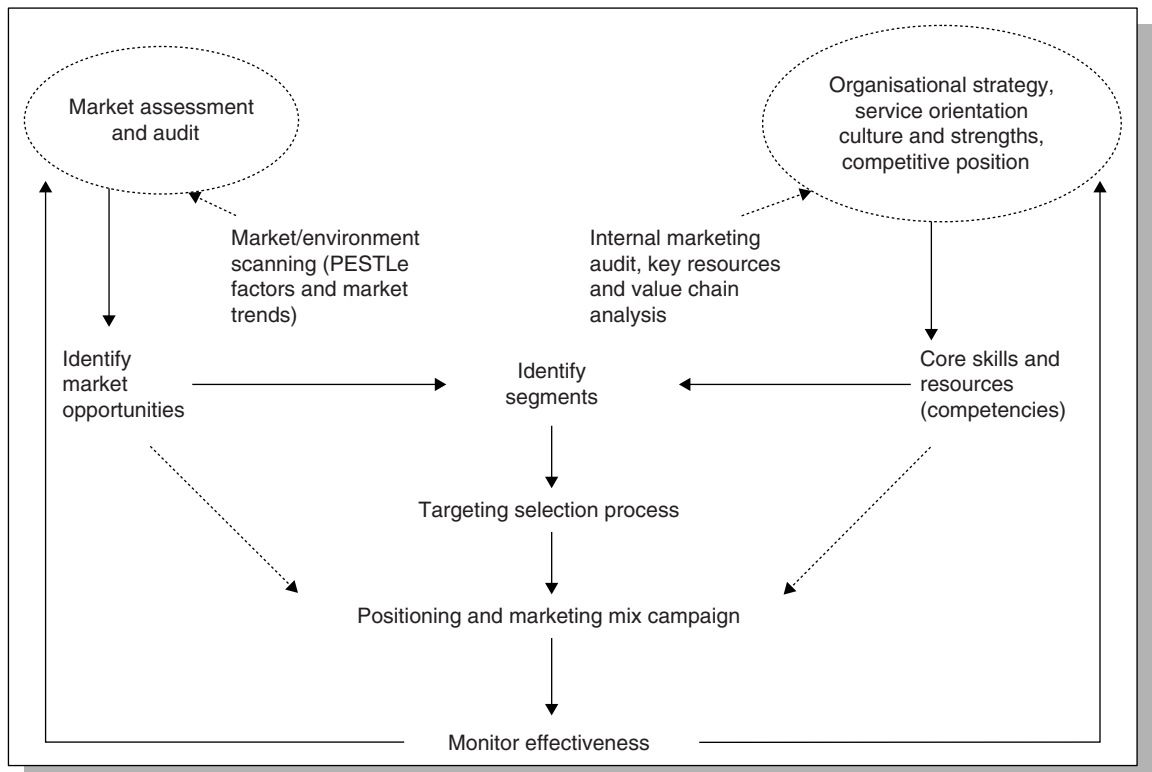 Market assessment
and audit
Organisational strategy,
service orientation
culture and strengths,
competitive position
Market/environment
scanning (PESTLe
factors and market
trends)
Internal marketing
audit, key resources
and value chain
analysis
Identify
market
opportunities
Identify
segments
Core skills and
resources
(competencies)
Targeting selection process
Positioning and marketing mix campaign
Monitor effectiveness